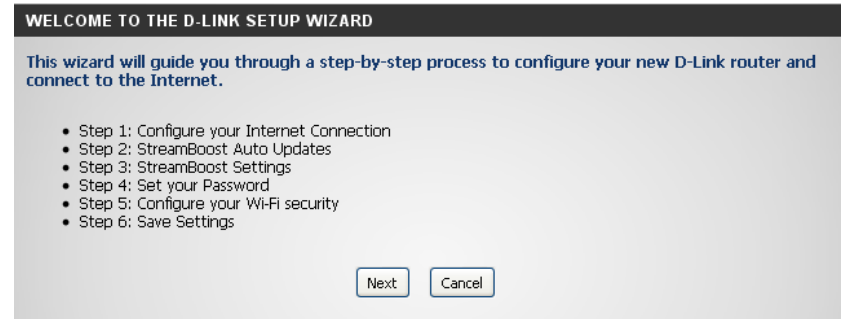 WELCOME TO THE D-LINK SETUP WIZARD
This wizard will guide you through a step-by-step process to configure your new D-Link router and
connect to the Internet.
• Step 1: Configure your Internet Connection
• Step 2: StreamBoost Auto Updates
• Step 3: StreamBoost Settings
• Step 4: Set your Password
• Step 5: Configure your Wi-Fi security
• Step 6: Save Settings
Next Cancel